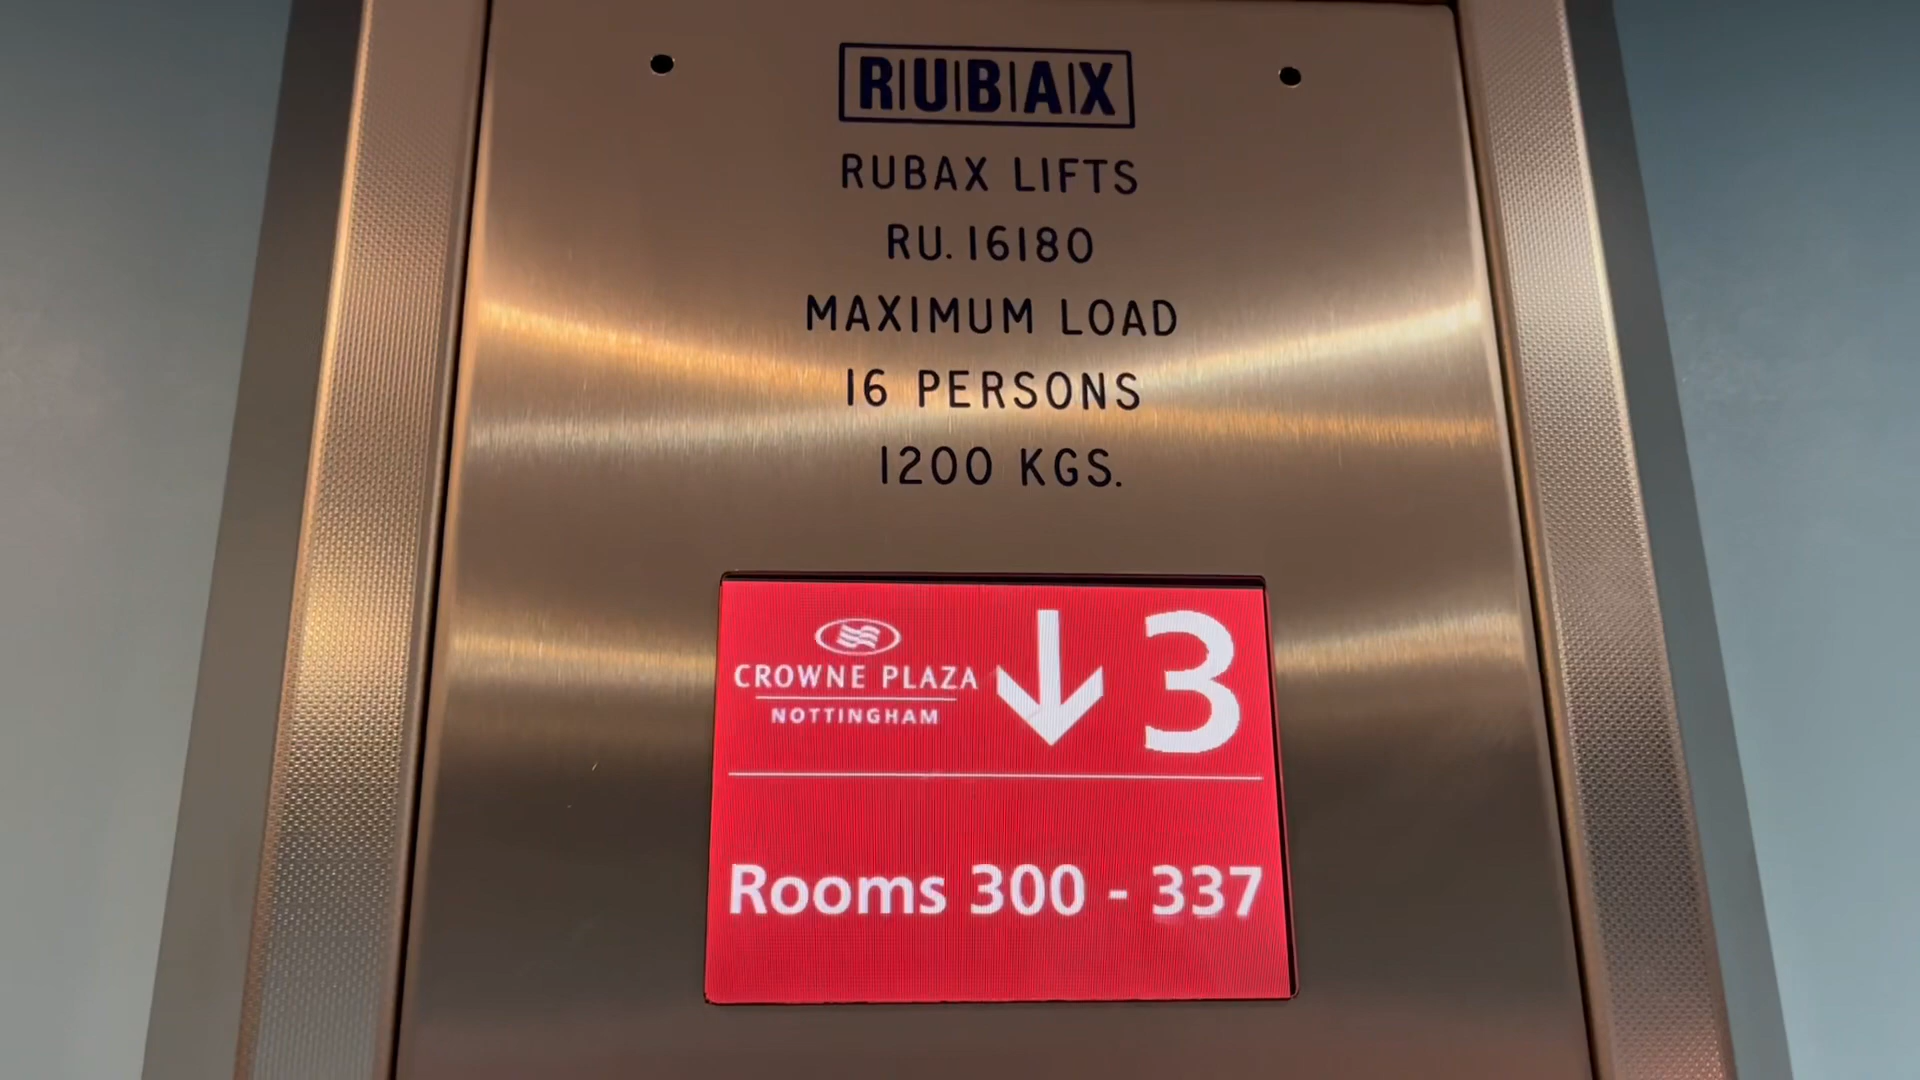 RUBAX
RUBAX LIFTS
RU. 16180
MAXIMUM LOAD
16 PERSONS
1200 KGS.
CROWNE PLAZA
NOTTINGHAM
↓ 3
Rooms 300 - 337